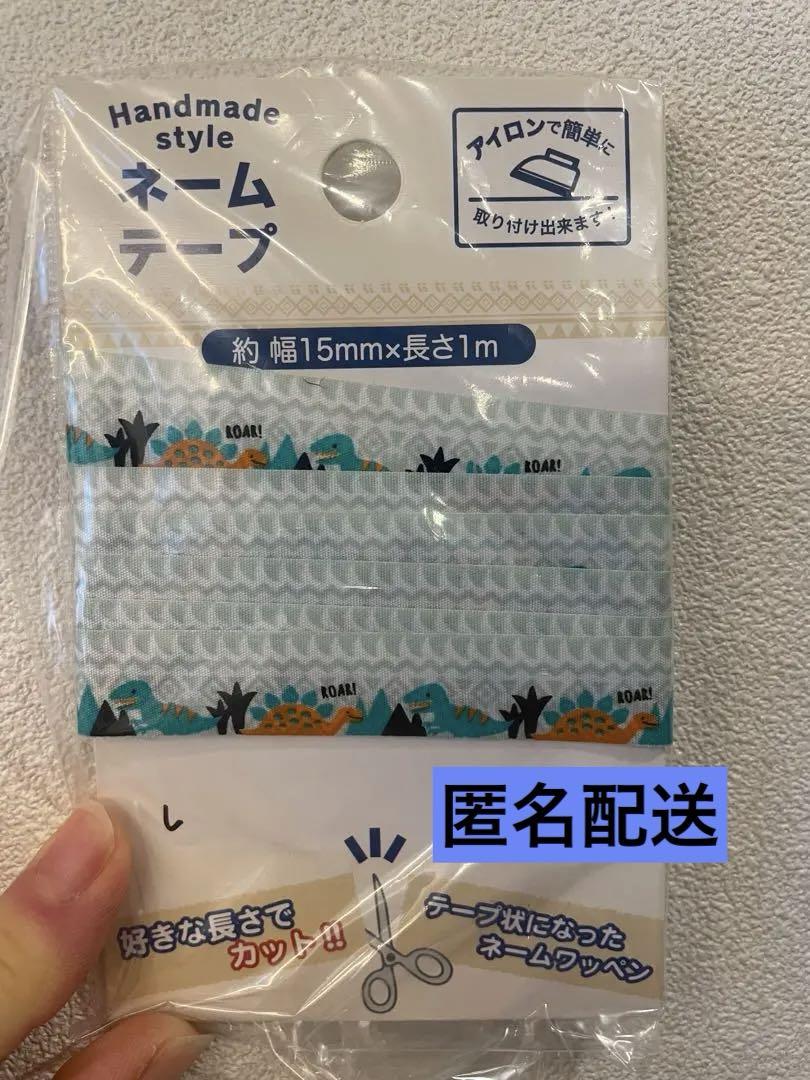 Handmade
style
ネーム
テープ
アイロンで簡単に
取り付け出来ます!
約 幅15mm×長さ1m
ROAR!
ROAR!
ROAR!
ROAR!
匿名配送
好きな長さで
カット!!
テープ状になった
ネームワッペン